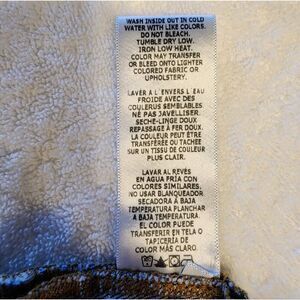 WASH INSIDE OUT IN COLD
WATER WITH LIKE COLORS.
DO NOT BLEACH.
TUMBLE DRY LOW.
IRON LOW HEAT.
COLOR MAY TRANSFER
OR BLEED ONTO LIGHTER
COLORED FABRIC OR
UPHOLSTERY.
LAVER À L'ENVERS L'EAU
FROIDE AVEC DES
COULERUS SEMBLABLES.
NE PAS JAVELLISER.
SECHE-LINGE DOUX.
REPASSAGE À FER DOUX.
LA COULEUR PEUT ÊTRE
TRANSFÉRÉE OU TACHÉE
SUR UN TISSU DE COULEUR
PLUS CLAIR.
LAVAR AL REVÉS
EN AGUA FRÍA CON
COLORES SIMILARES.
NO USAR BLANQUEADOR.
SECADORA Á BAJA
TEMPERATURA PLANCHAR
A BAJA TEMPERATURA.
EL COLOR PUEDE
TRANSFERIR EN TELA O
TAPICERÍA DE
COLOR MÁS CLARO.